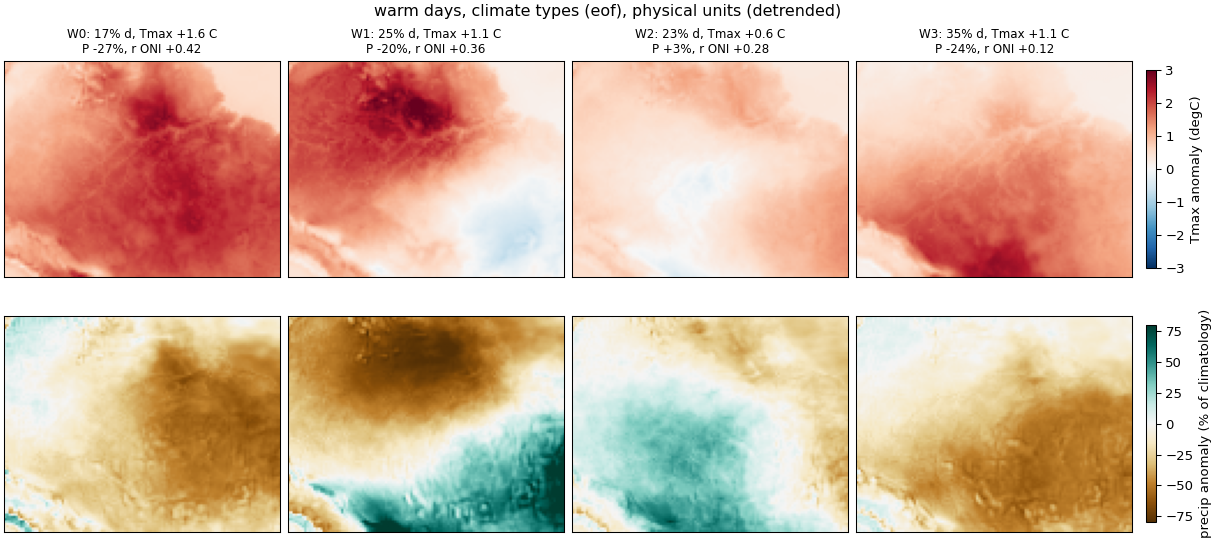 warm days, climate types (eof), physical units (detrended)
W0: 17% d, Tmax +1.6 C
P -27%, r ONI +0.42
W1: 25% d, Tmax +1.1 C
P -20%, r ONI +0.36
W2: 23% d, Tmax +0.6 C
P +3%, r ONI +0.28
W3: 35% d, Tmax +1.1 C
P -24%, r ONI +0.12
3
2
1
0
−1
−2
−3
Tmax anomaly (degC)
75
50
25
0
−25
−50
−75
precip anomaly (% of climatology)